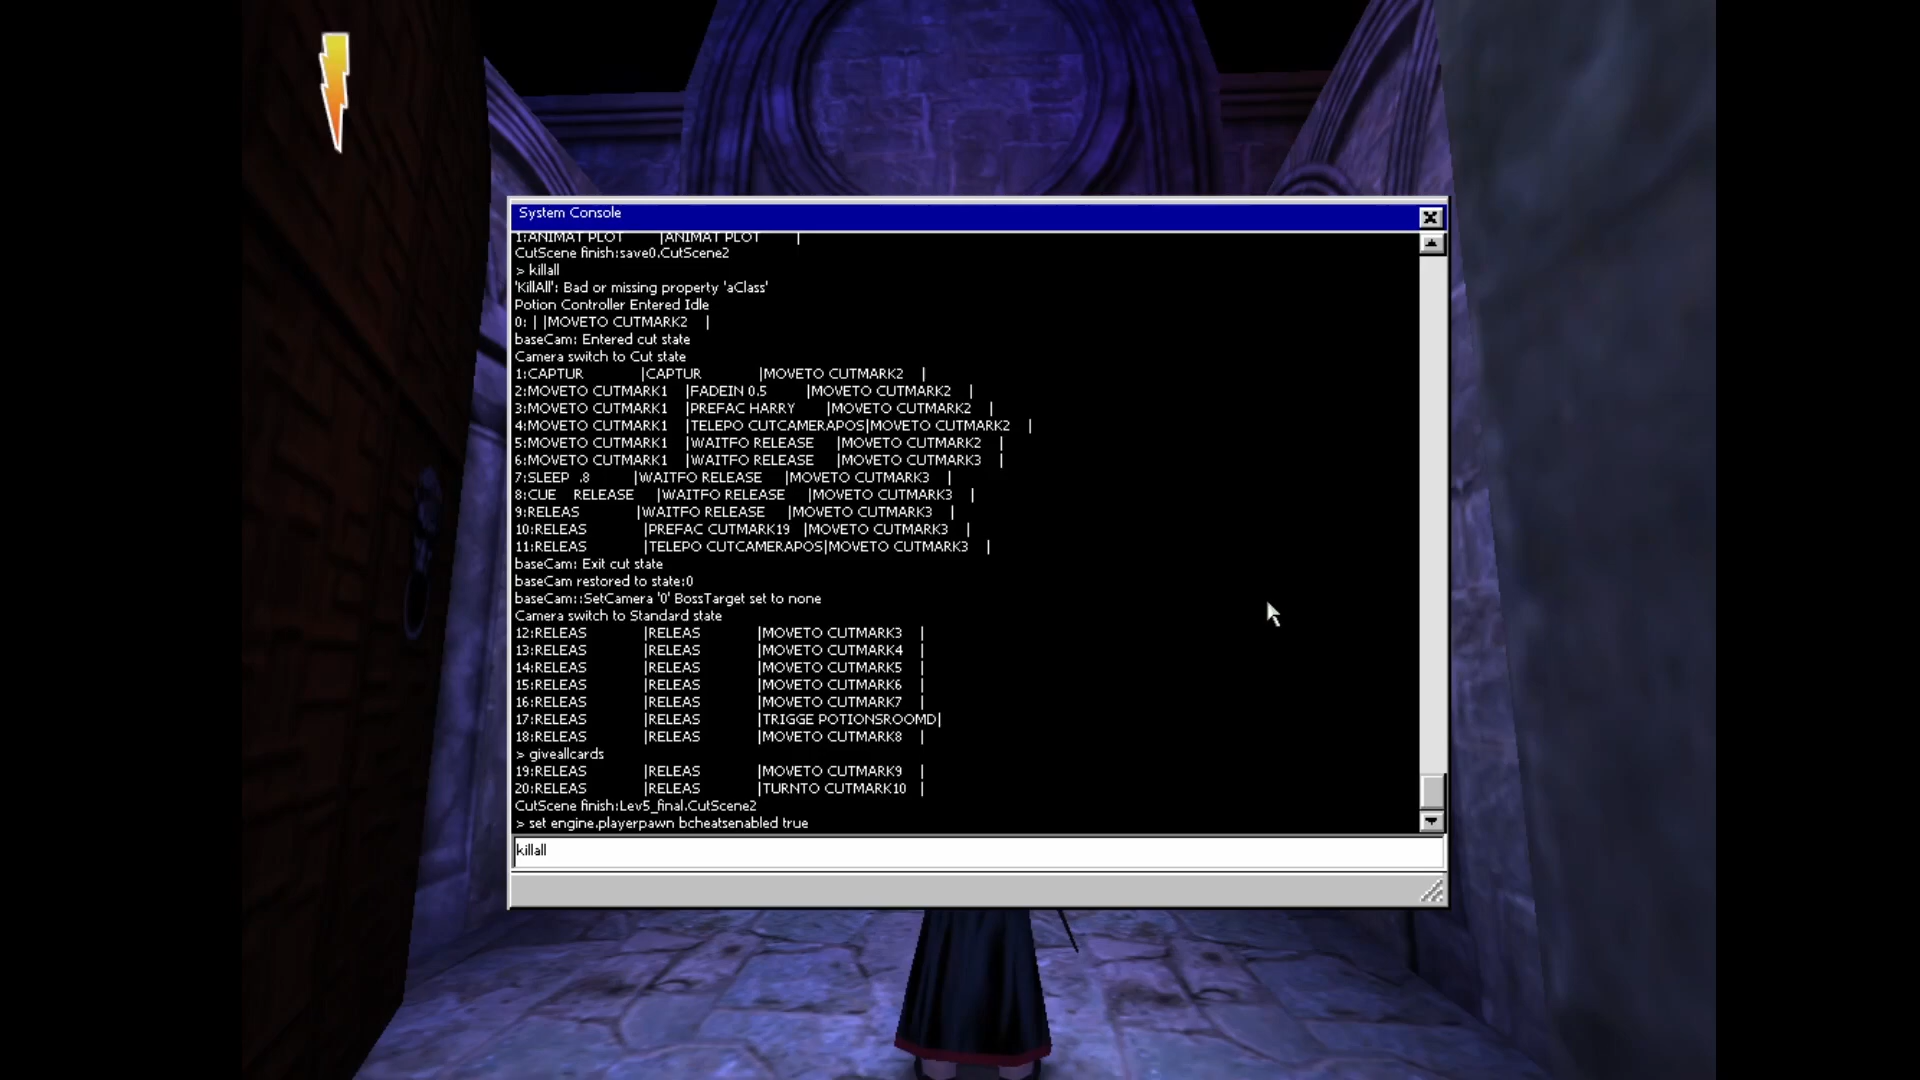 System Console
1:ANIMAT PLOT |ANIMAT PLOT |
CutScene finish:save0.CutScene2
> killall
'KillAll': Bad or missing property 'aClass'
Potion Controller Entered Idle
0: | |MOVETO CUTMARK2 |
baseCam: Entered cut state
Camera switch to Cut state
1:CAPTUR |CAPTUR |MOVETO CUTMARK2 |
2:MOVETO CUTMARK1 |FADEIN 0.5 |MOVETO CUTMARK2 |
3:MOVETO CUTMARK1 |PREFAC HARRY |MOVETO CUTMARK2 |
4:MOVETO CUTMARK1 |TELEPO CUTCAMERAPOS|MOVETO CUTMARK2 |
5:MOVETO CUTMARK1 |WAITFO RELEASE |MOVETO CUTMARK2 |
6:MOVETO CUTMARK1 |WAITFO RELEASE |MOVETO CUTMARK3 |
7:SLEEP .8 |WAITFO RELEASE |MOVETO CUTMARK3 |
8:CUE RELEASE |WAITFO RELEASE |MOVETO CUTMARK3 |
9:RELEAS |WAITFO RELEASE |MOVETO CUTMARK3 |
10:RELEAS |PREFAC CUTMARK19 |MOVETO CUTMARK3 |
11:RELEAS |TELEPO CUTCAMERAPOS|MOVETO CUTMARK3 |
baseCam: Exit cut state
baseCam restored to state:0
baseCam::SetCamera '0' BossTarget set to none
Camera switch to Standard state
12:RELEAS |RELEAS |MOVETO CUTMARK3 |
13:RELEAS |RELEAS |MOVETO CUTMARK4 |
14:RELEAS |RELEAS |MOVETO CUTMARK5 |
15:RELEAS |RELEAS |MOVETO CUTMARK6 |
16:RELEAS |RELEAS |MOVETO CUTMARK7 |
17:RELEAS |RELEAS |TRIGGE POTIONSROOMD|
18:RELEAS |RELEAS |MOVETO CUTMARK8 |
> giveallcards
19:RELEAS |RELEAS |MOVETO CUTMARK9 |
20:RELEAS |RELEAS |TURNTO CUTMARK10 |
CutScene finish:Lev5_final.CutScene2
> set engine.playerpawn bcheatsenabled true
killall